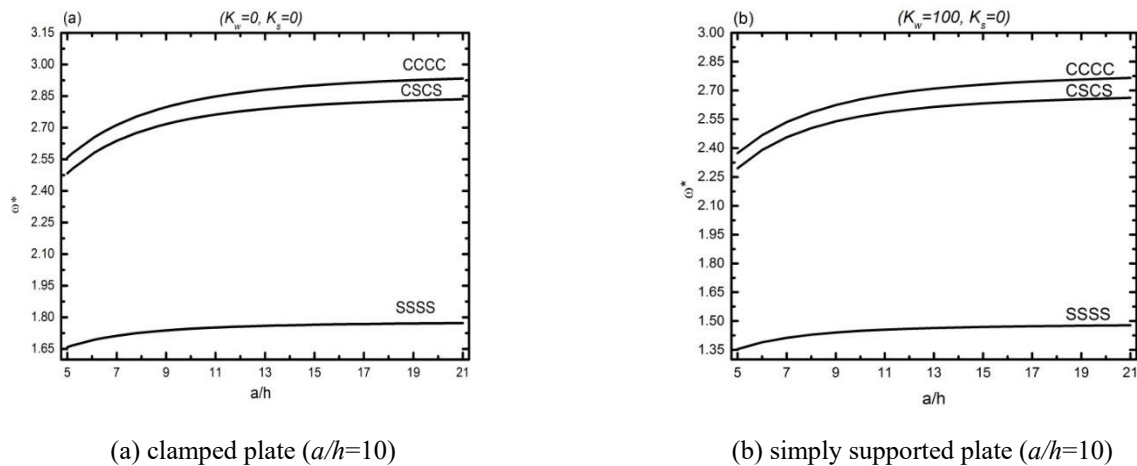 (a)
(K_w=0, K_s=0)
3.15
3.00
2.85
2.70
2.55
2.40
2.25
2.10
1.95
1.80
1.65
ω*
CCCC
CSCS
SSSS
5 7 9 11 13 15 17 19 21
a/h
(a) clamped plate (a/h=10)
(b)
(K_w=100, K_s=0)
3.00
2.85
2.70
2.55
2.40
2.25
2.10
1.95
1.80
1.65
1.50
1.35
ω*
CCCC
CSCS
SSSS
5 7 9 11 13 15 17 19 21
a/h
(b) simply supported plate (a/h=10)